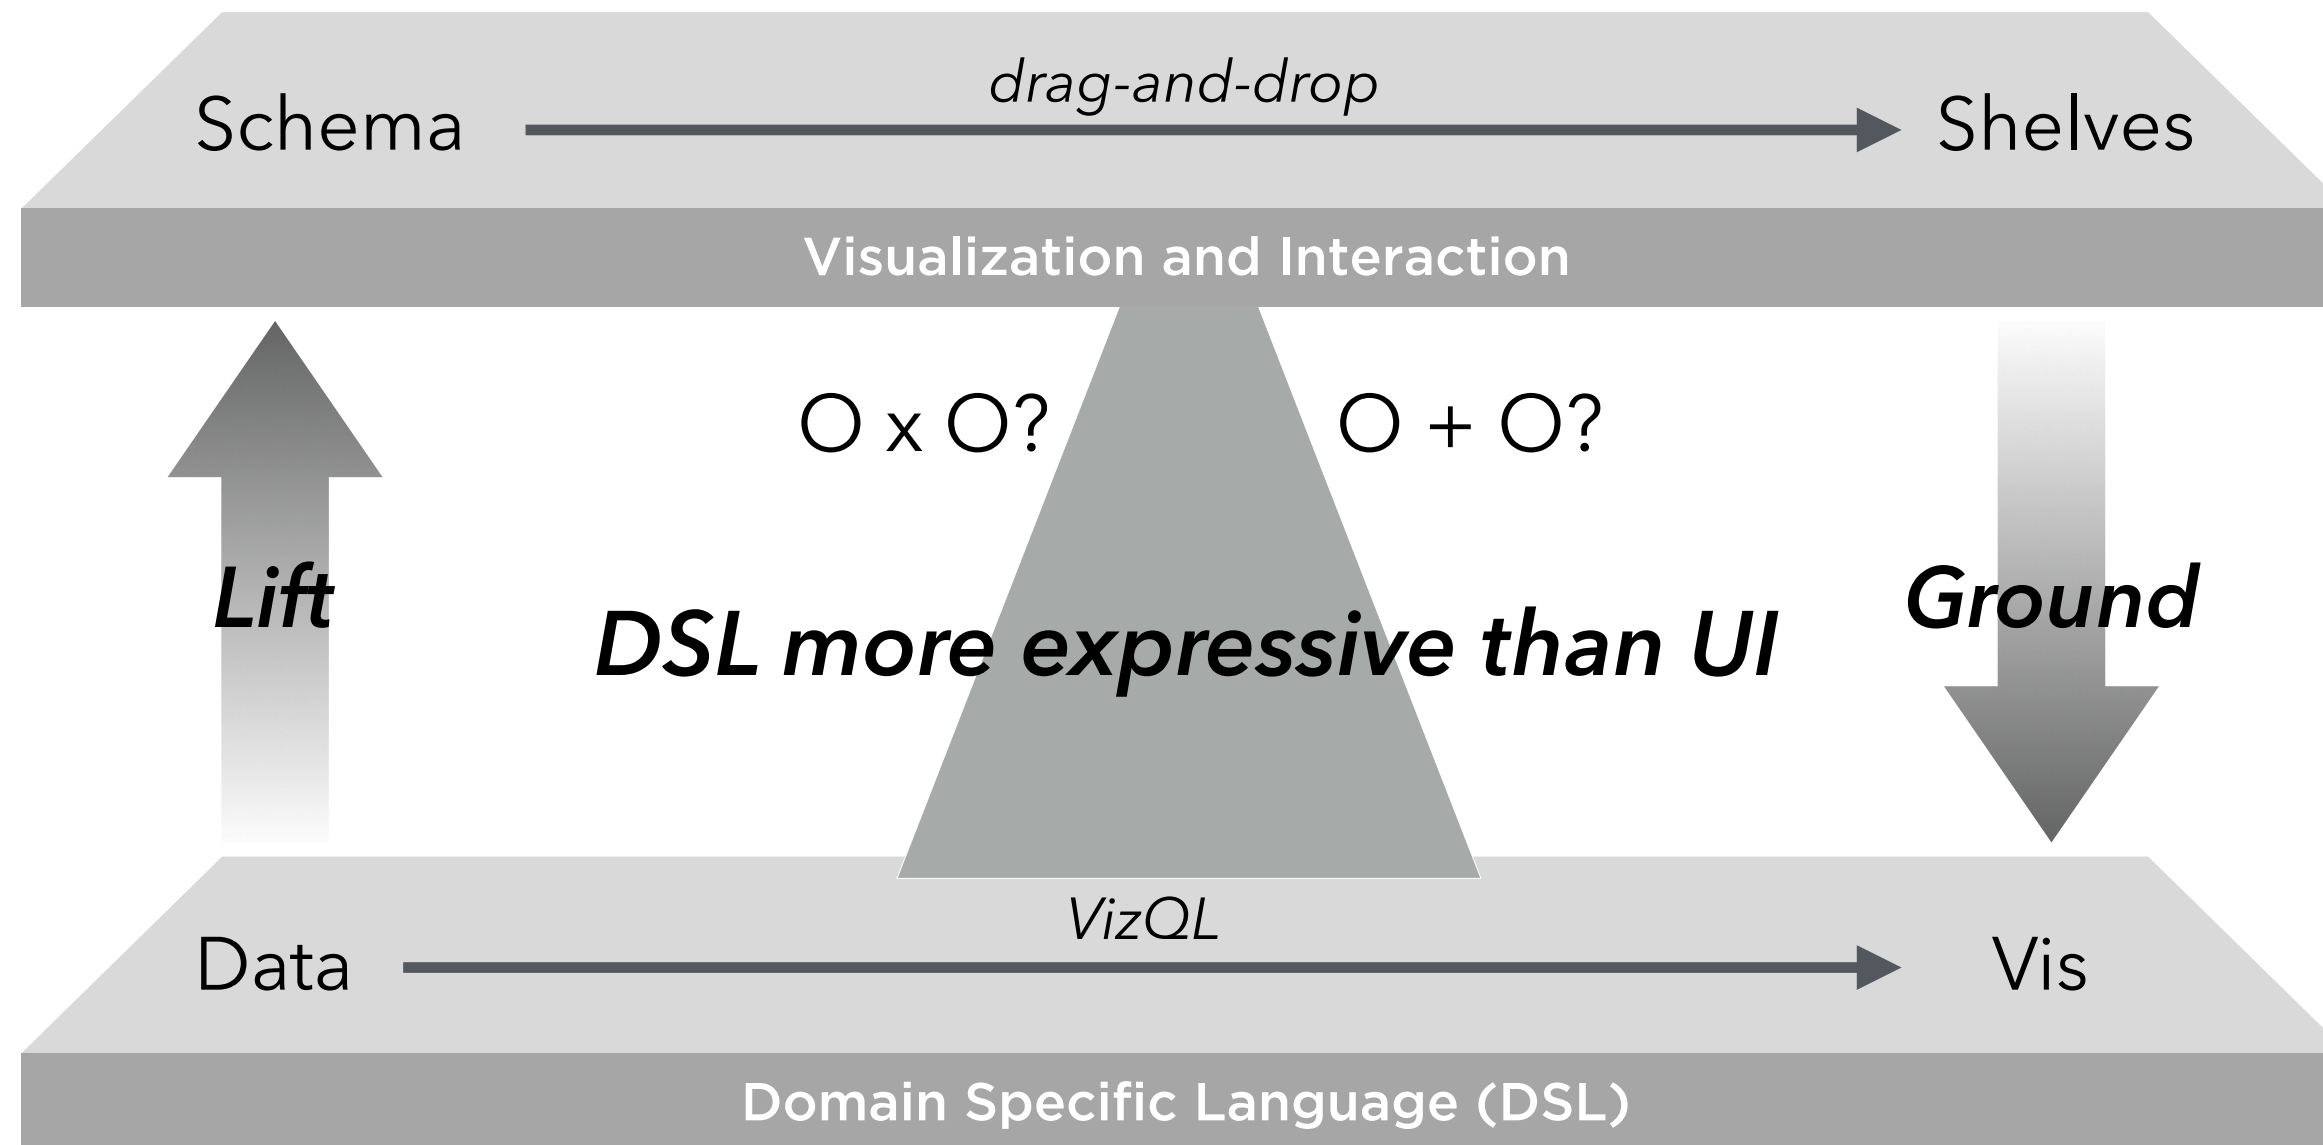 drag-and-drop
Schema
Shelves
Visualization and Interaction
O x O?
O + O?
Lift
Ground
DSL more expressive than UI
VizQL
Data
Vis
Domain Specific Language (DSL)